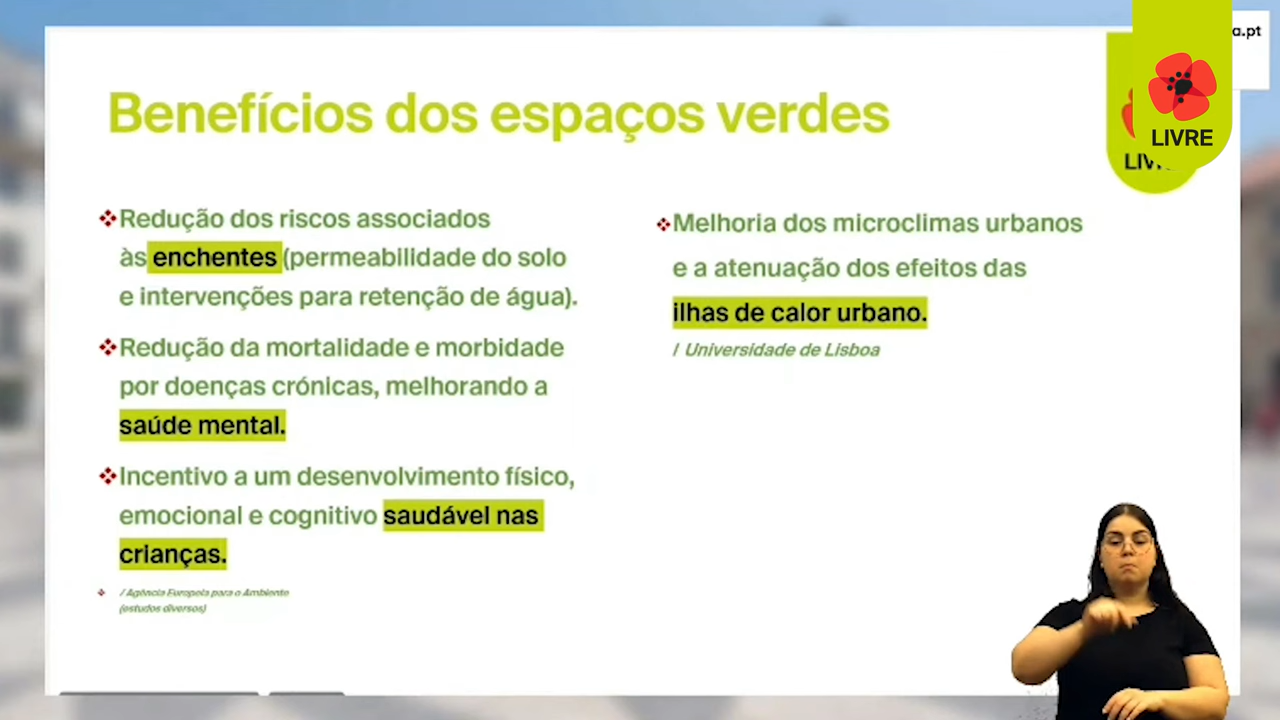 Benefícios dos espaços verdes
Redução dos riscos associados
às enchentes (permeabilidade do solo
e intervenções para retenção de água).
Redução da mortalidade e morbidade
por doenças crónicas, melhorando a
saúde mental.
Incentivo a um desenvolvimento físico,
emocional e cognitivo saudável nas
crianças.
/ Agência Europeia para o Ambiente
(estudos diversos)
Melhoria dos microclimas urbanos
e a atenuação dos efeitos das
ilhas de calor urbano.
/ Universidade de Lisboa
a.pt
LIVRE